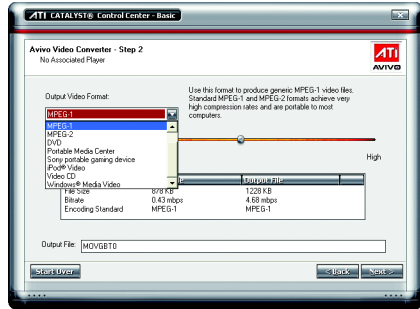 ATI CATALYST® Control Center - Basic
Avivo Video Converter - Step 2
No Associated Player
ATI
AVIVO
Output Video Format:
Use this format to produce generic MPEG-1 video files.
Standard MPEG-1 and MPEG-2 formats achieve very
high compression rates and are portable to most
computers.
MPEG-1
MPEG-1
MPEG-2
DVD
Portable Media Center
Sony portable gaming device
iPod® Video
Video CD
Windows® Media Video
High
Output File
File Size 878 KB 1228 KB
Bitrate 0.43 mbps 4.68 mbps
Encoding Standard MPEG-1 MPEG-1
Output File: MOVGBT0
Start Over
< Back
Next >